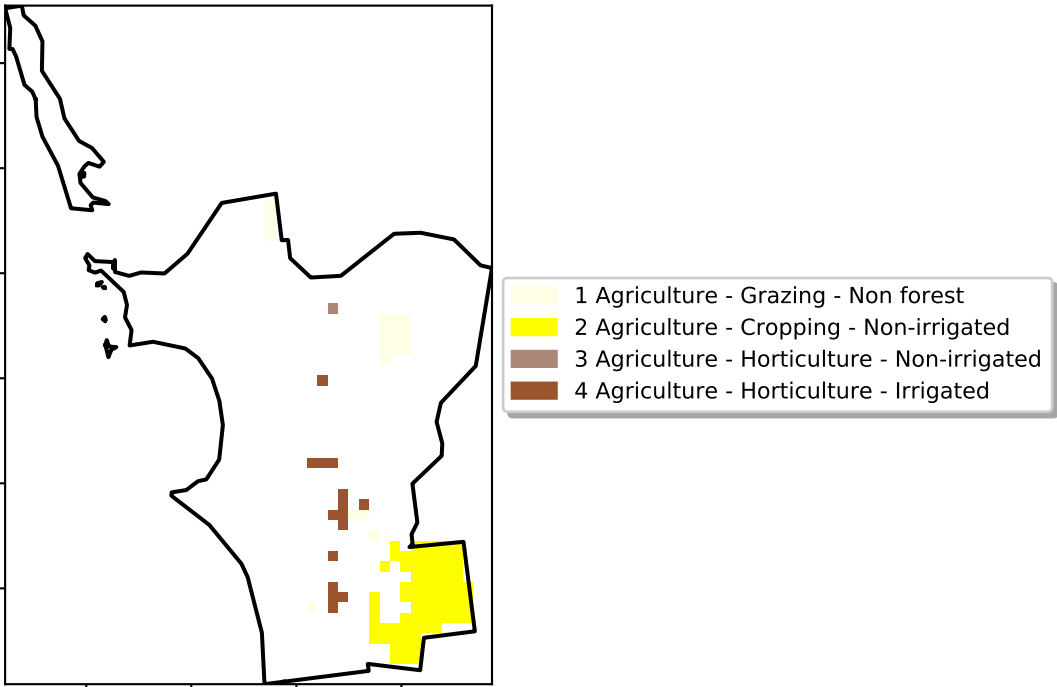 1 Agriculture - Grazing - Non forest
2 Agriculture - Cropping - Non-irrigated
3 Agriculture - Horticulture - Non-irrigated
4 Agriculture - Horticulture - Irrigated